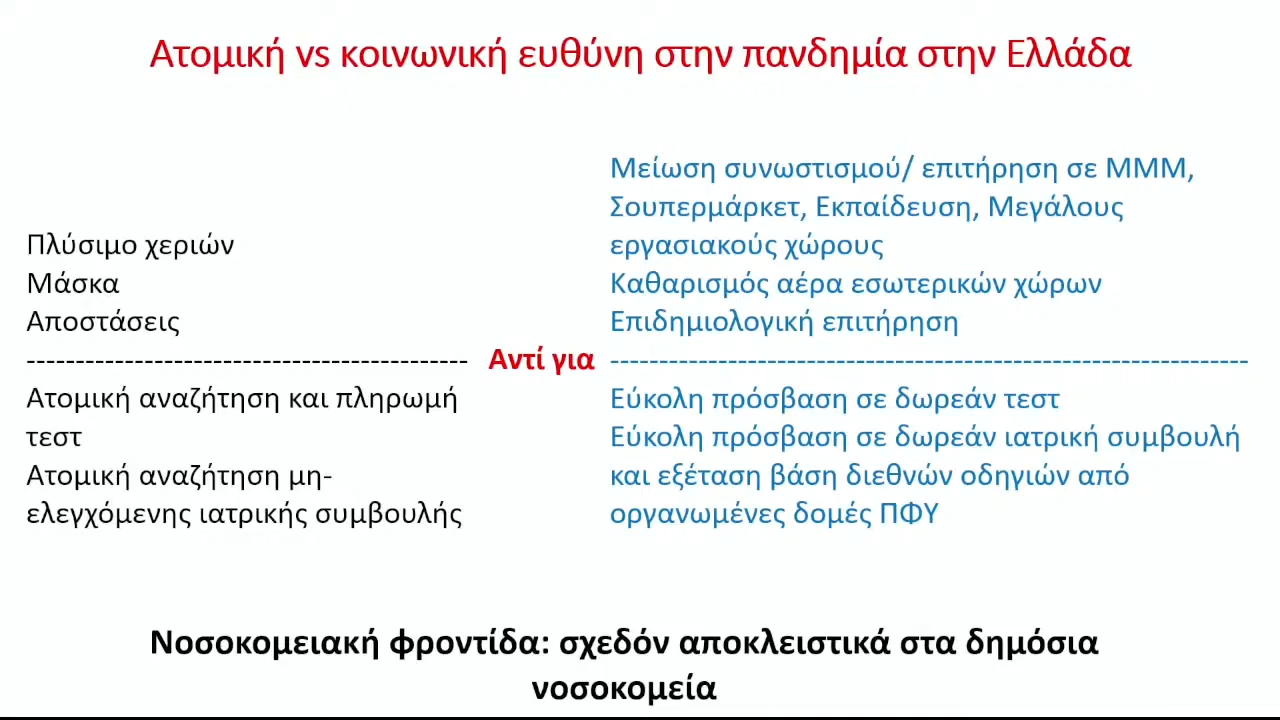 Ατομική vs κοινωνική ευθύνη στην πανδημία στην Ελλάδα
Πλύσιμο χεριών
Μάσκα
Αποστάσεις
---------------------------------------------
Ατομική αναζήτηση και πληρωμή
τεστ
Ατομική αναζήτηση μη-
ελεγχόμενης ιατρικής συμβουλής
Αντί για
Μείωση συνωστισμού/ επιτήρηση σε ΜΜΜ,
Σουπερμάρκετ, Εκπαίδευση, Μεγάλους
εργασιακούς χώρους
Καθαρισμός αέρα εσωτερικών χώρων
Επιδημιολογική επιτήρηση
-----------------------------------------------------------------
Εύκολη πρόσβαση σε δωρεάν τεστ
Εύκολη πρόσβαση σε δωρεάν ιατρική συμβουλή
και εξέταση βάση διεθνών οδηγιών από
οργανωμένες δομές ΠΦΥ
Νοσοκομειακή φροντίδα: σχεδόν αποκλειστικά στα δημόσια
νοσοκομεία